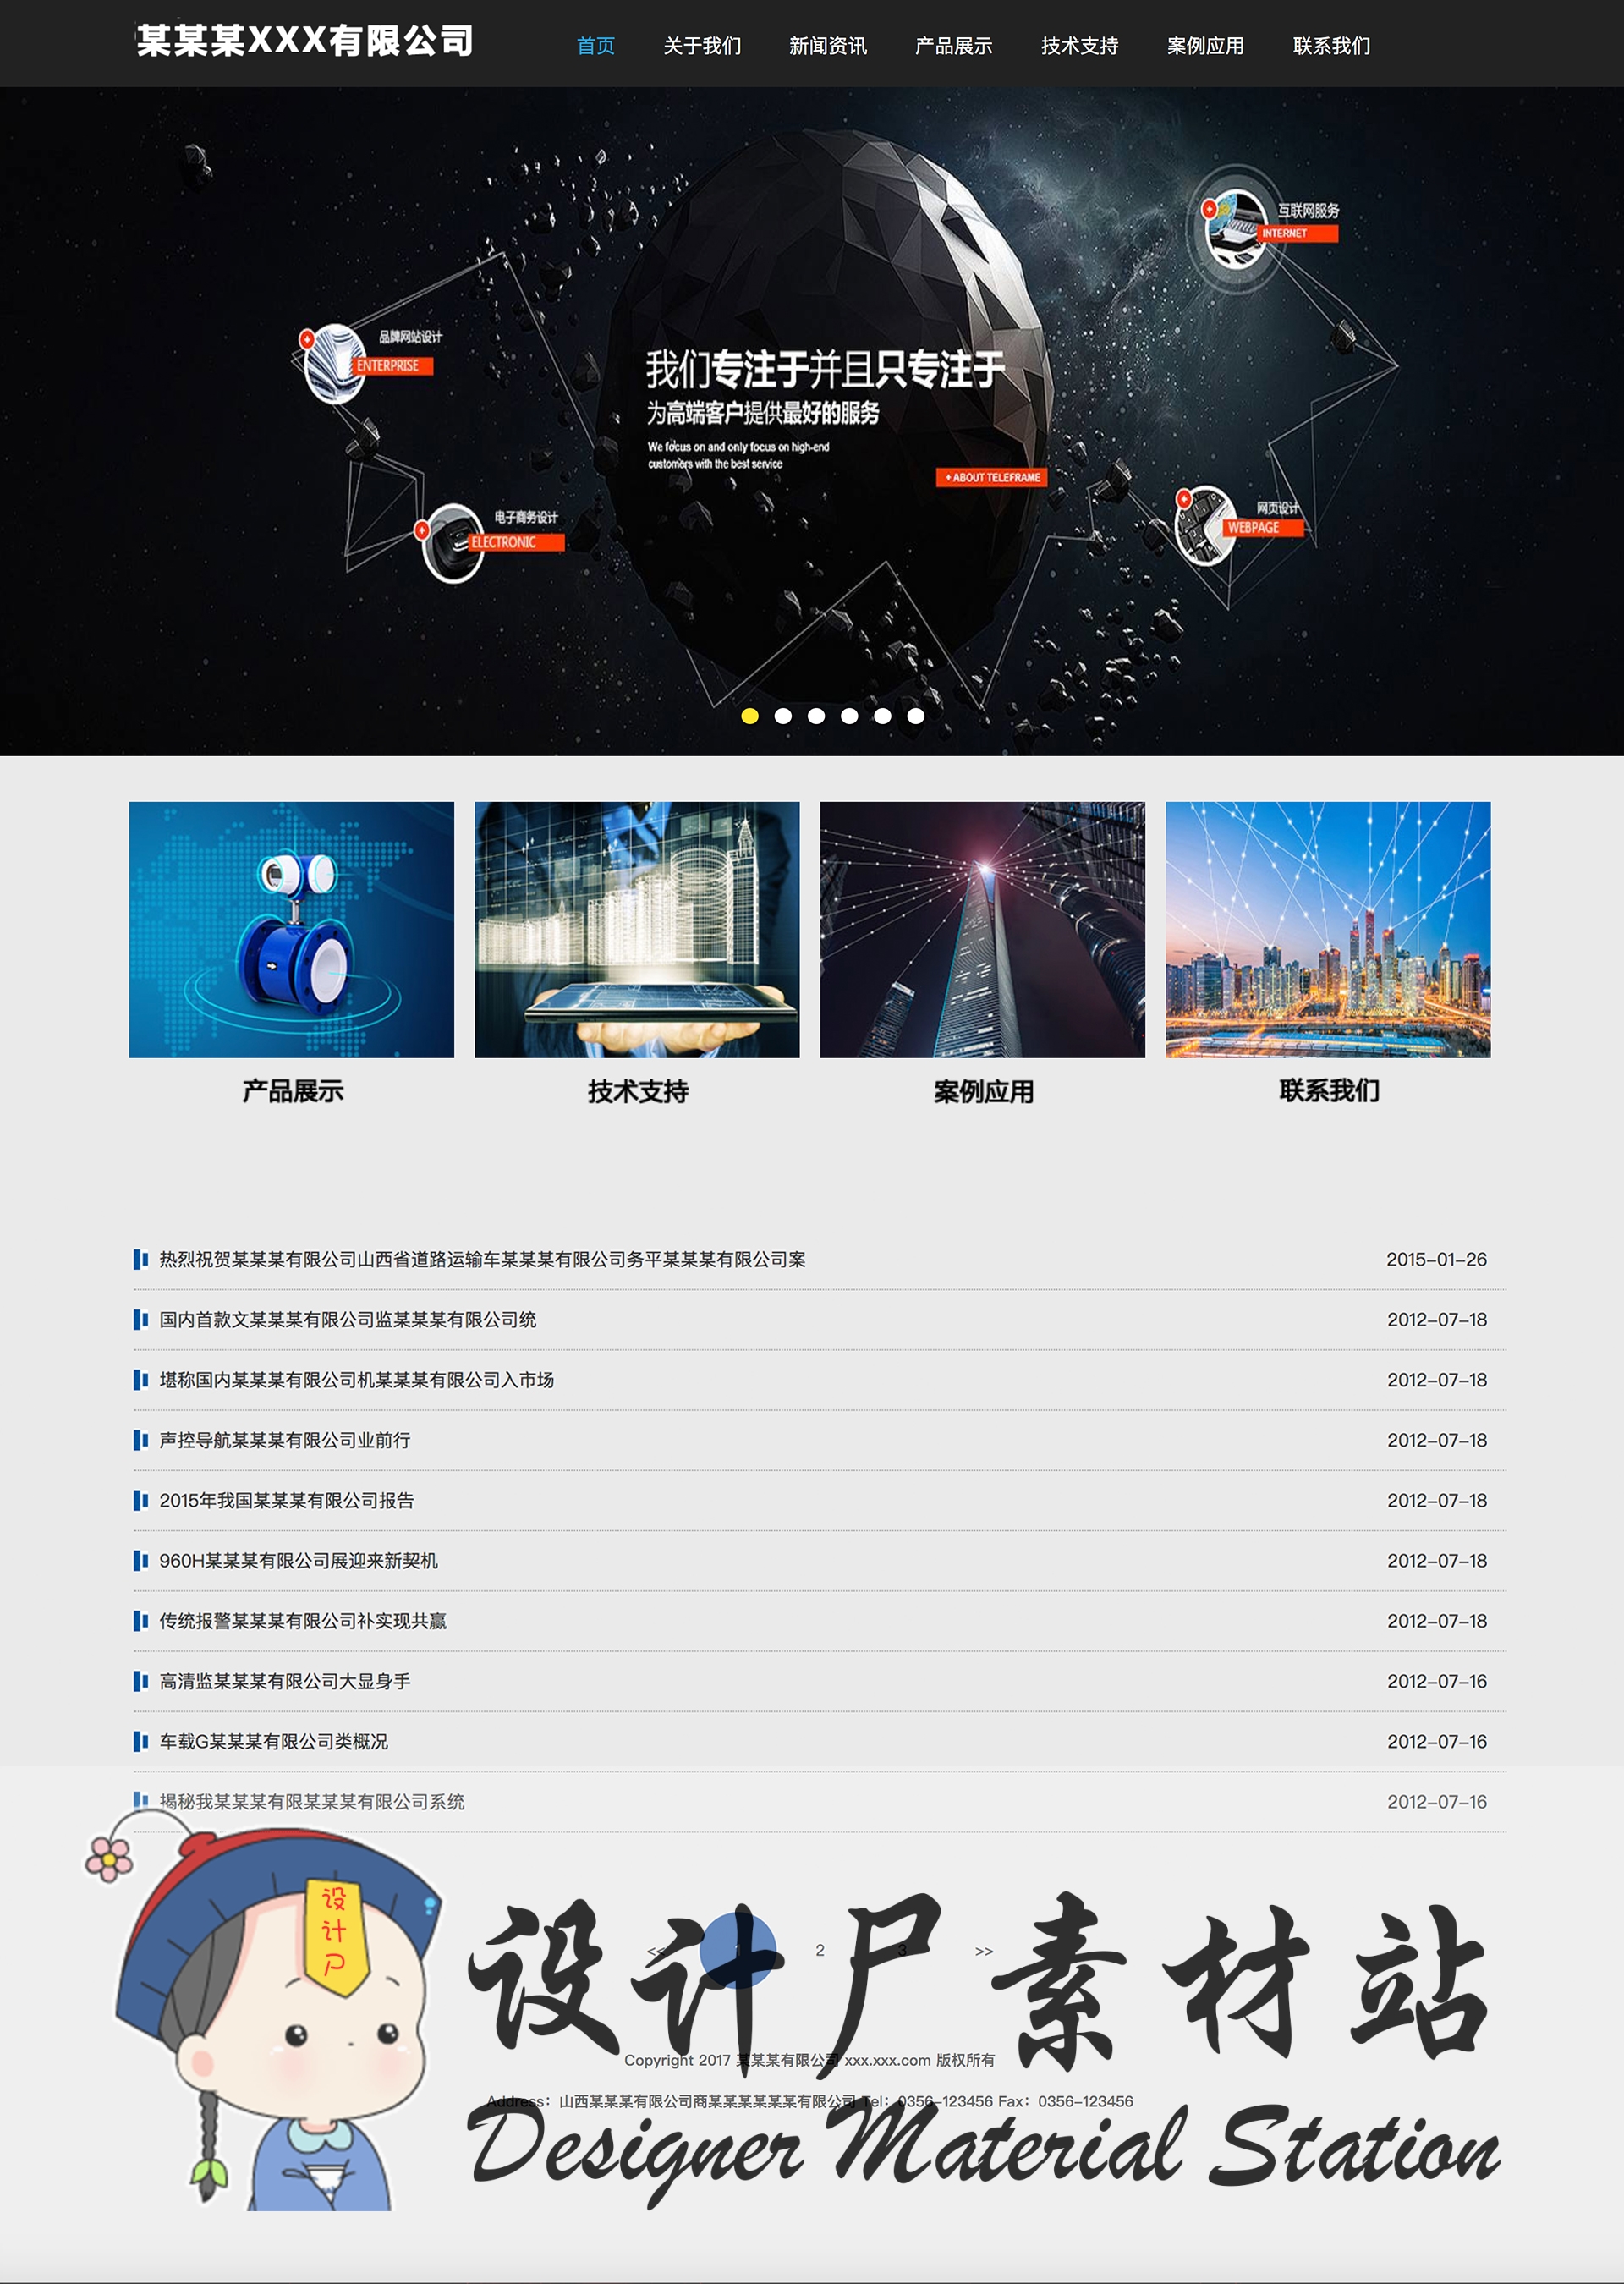 某某某XXX有限公司
首页 关于我们 新闻资讯 产品展示 技术支持 案例应用 联系我们
互联网服务
INTERNET
品牌网站设计
ENTERPRISE
我们专注于并且只专注于
为高端客户提供最好的服务
We focus on and only focus on high-end
customers with the best service
+ ABOUT TELEFRAME
电子商务设计
ELECTRONIC
网页设计
WEBPAGE
产品展示 技术支持 案例应用 联系我们
热烈祝贺某某某有限公司山西省道路运输车某某某有限公司务平某某某有限公司案 2015-01-26
国内首款文某某某有限公司监某某某有限公司统 2012-07-18
堪称国内某某某有限公司机某某某有限公司入市场 2012-07-18
声控导航某某某有限公司业前行 2012-07-18
2015年我国某某某有限公司报告 2012-07-18
960H某某某有限公司展迎来新契机 2012-07-18
传统报警某某某有限公司补实现共赢 2012-07-18
高清监某某某有限公司大显身手 2012-07-16
车载G某某某有限公司类概况 2012-07-16
揭秘我某某某有限某某某有限公司系统 2012-07-16
设计尸
设计尸素材站
<< 1 2 3 >>
Copyright 2017 某某某有限公司 xxx.xxx.com 版权所有
Address：山西某某某有限公司商某某某某某某有限公司 Tel：0356-123456 Fax：0356-123456
Designer Material Station